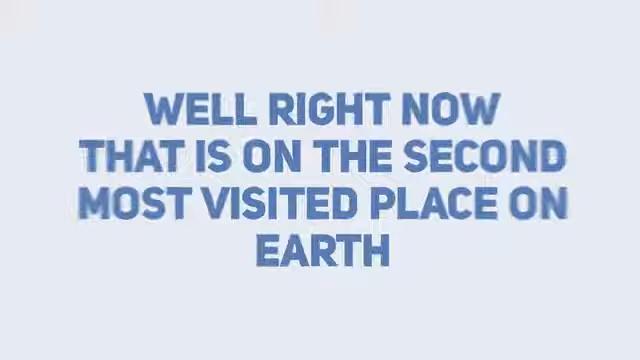 WELL RIGHT NOW
THAT IS ON THE SECOND
MOST VISITED PLACE ON
EARTH